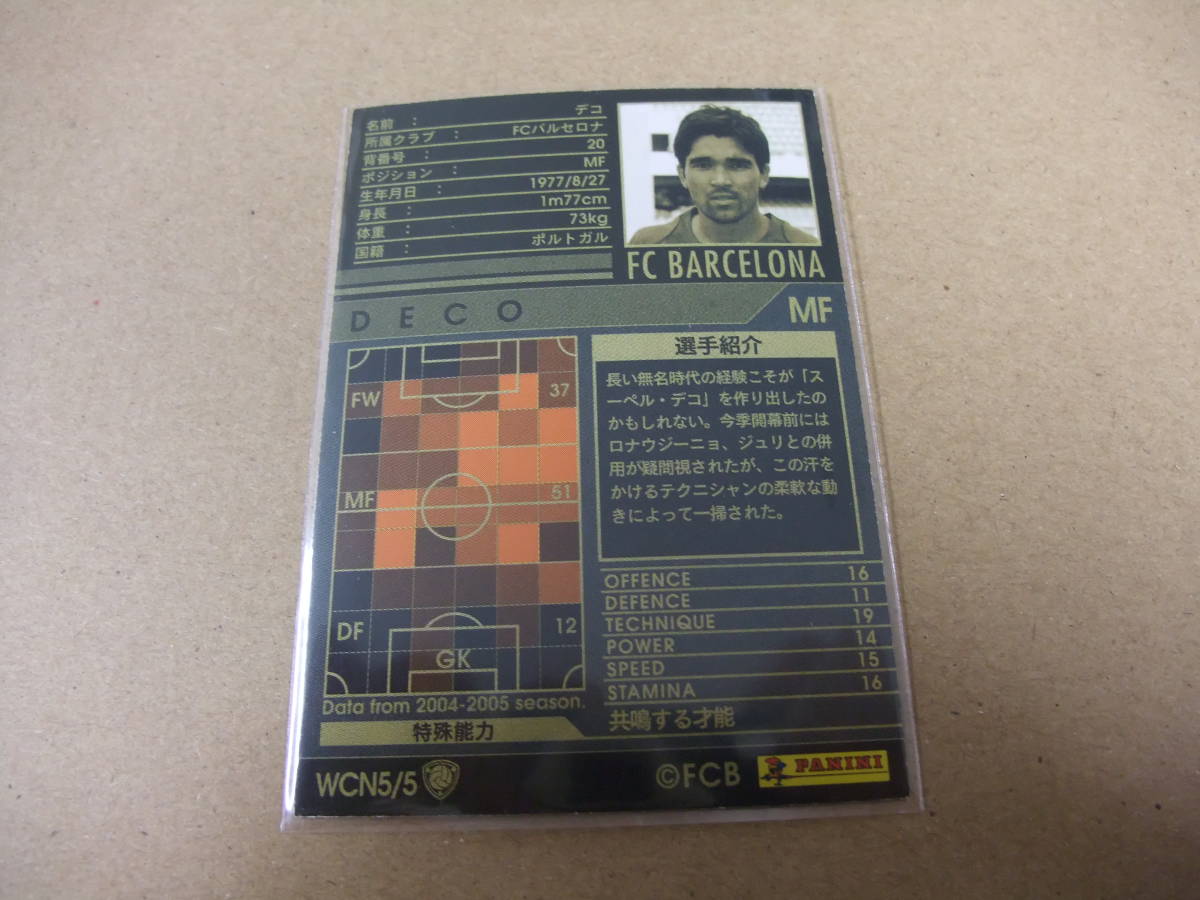 名前 : デコ
所属クラブ : FCバルセロナ
背番号 : 20
ポジション : MF
生年月日 : 1977/8/27
身長 : 1m77cm
体重 : 73kg
国籍 : ポルトガル
FC BARCELONA
DECO
MF
FW 37
MF 51
DF 12
GK
Data from 2004-2005 season.
選手紹介
長い無名時代の経験こそが「ス
ーペル・デコ」を作り出したの
かもしれない。今季開幕前には
ロナウジーニョ、ジュリとの併
用が疑問視されたが、この汗を
かけるテクニシャンの柔軟な動
きによって一掃された。
OFFENCE 16
DEFENCE 11
TECHNIQUE 19
POWER 14
SPEED 15
STAMINA 16
特殊能力 共鳴する才能
WCN5/5
©FCB
PANINI